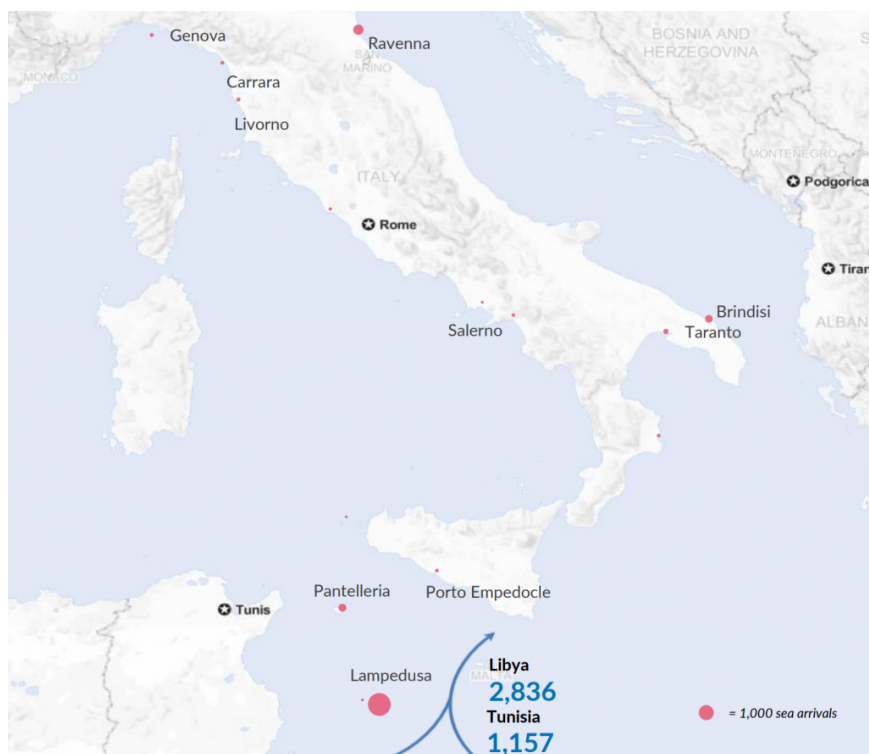 Genova
Ravenna
SAN
MARINO
BOSNIA AND
HERZEGOVINA
S
MONACO
Carrara
Livorno
MONTENEGRO
ITALY
Podgorica
Rome
Tiran
Brindisi
Salerno
Taranto
ALBAN
Pantelleria
Porto Empedocle
Tunis
Lampedusa
Libya
MALTA
2,836
Tunisia
= 1,000 sea arrivals
1,157